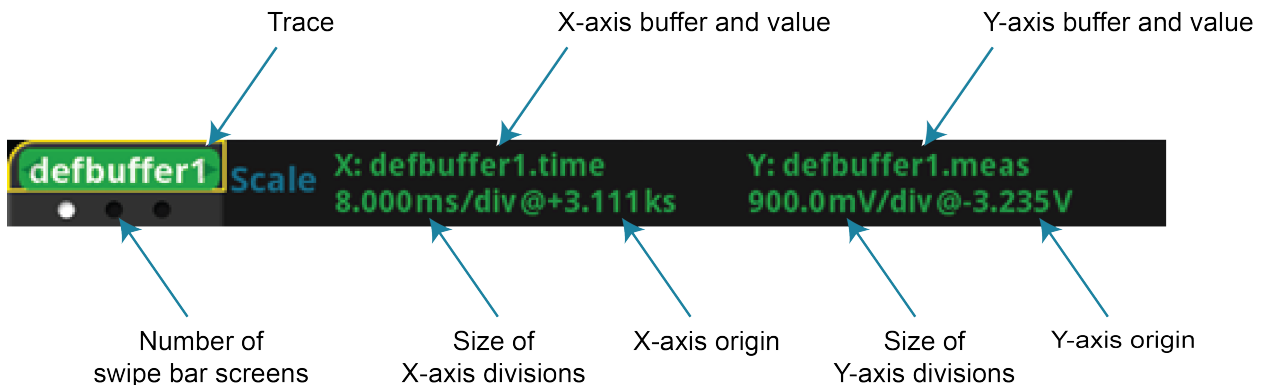 Trace
X-axis buffer and value
Y-axis buffer and value
defbuffer1
Scale
X: defbuffer1.time
8.000ms/div@+3.111ks
Y: defbuffer1.meas
900.0mV/div@-3.235V
Number of
swipe bar screens
Size of
X-axis divisions
X-axis origin
Size of
Y-axis divisions
Y-axis origin